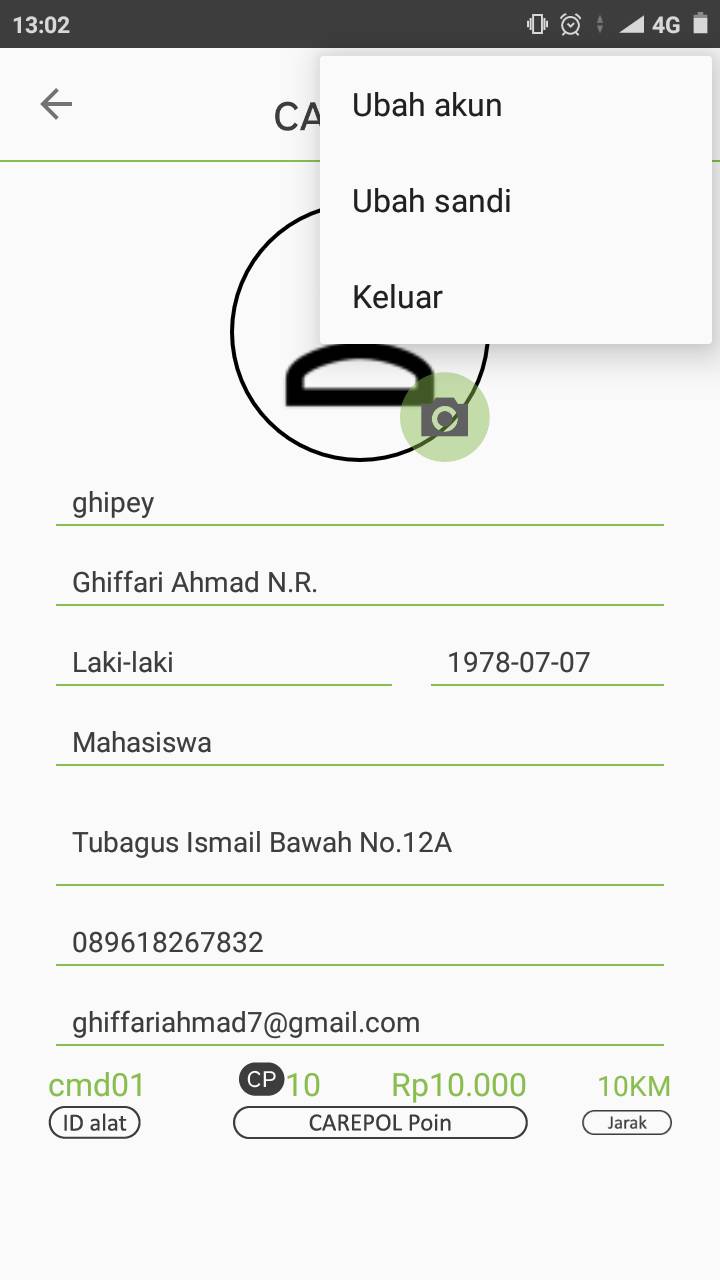 13:02
4G
CA
Ubah akun
Ubah sandi
Keluar
ghipey
Ghiffari Ahmad N.R.
Laki-laki
1978-07-07
Mahasiswa
Tubagus Ismail Bawah No.12A
089618267832
ghiffariahmad7@gmail.com
cmd01 CP 10 Rp10.000 10KM
ID alat CAREPOL Poin Jarak